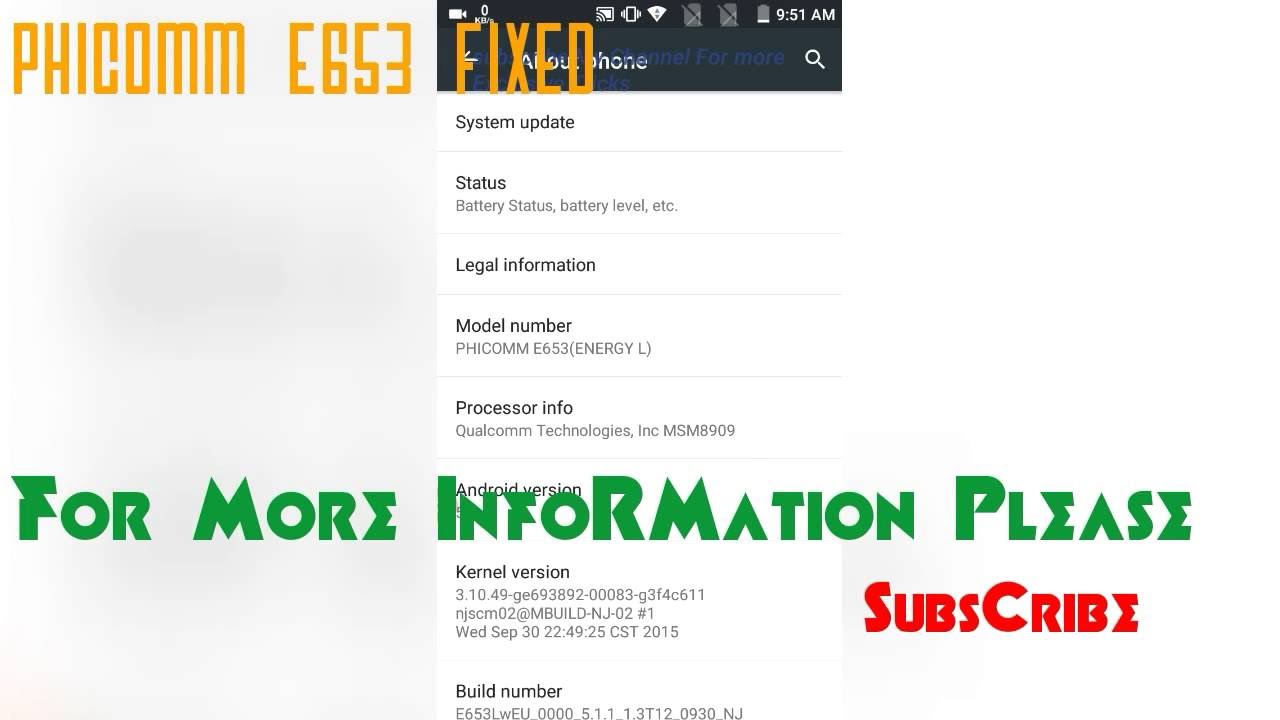 PHICOMM E653 FIXED
0
KB/s
9:51 AM
About phone
subscribe Channel For more
Exclusive Tricks
System update
Status
Battery Status, battery level, etc.
Legal information
Model number
PHICOMM E653(ENERGY L)
Processor info
Qualcomm Technologies, Inc MSM8909
Android version
5
For More InfoRMation Please
Kernel version
3.10.49-ge693892-00083-g3f4c611
njscm02@MBUILD-NJ-02 #1
Wed Sep 30 22:49:25 CST 2015
SubsCribe
Build number
E653LwEU_0000_5.1.1_1.3T12_0930_NJ